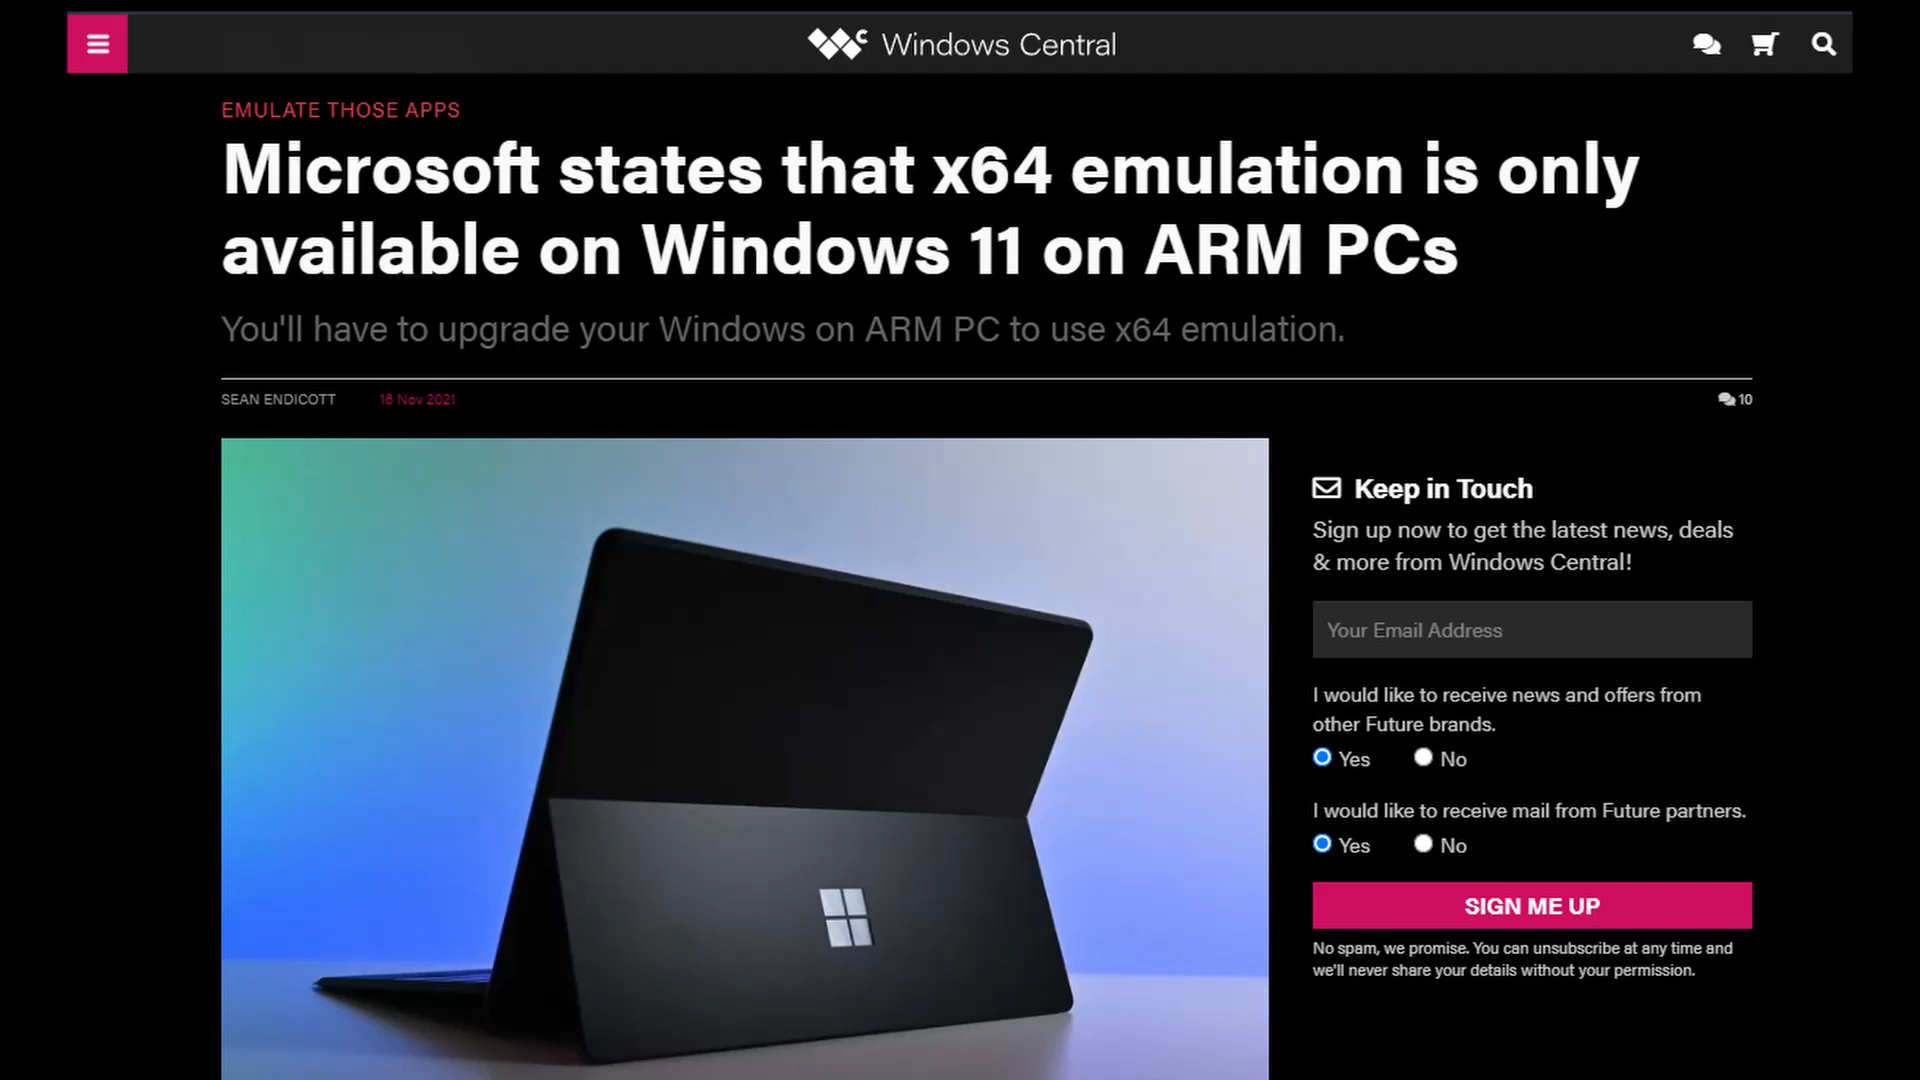 Windows Central
EMULATE THOSE APPS
Microsoft states that x64 emulation is only
available on Windows 11 on ARM PCs
You'll have to upgrade your Windows on ARM PC to use x64 emulation.
SEAN ENDICOTT 16 Nov 2021 10
Keep in Touch
Sign up now to get the latest news, deals
& more from Windows Central!
Your Email Address
I would like to receive news and offers from
other Future brands.
Yes No
I would like to receive mail from Future partners.
Yes No
SIGN ME UP
No spam, we promise. You can unsubscribe at any time and
we'll never share your details without your permission.